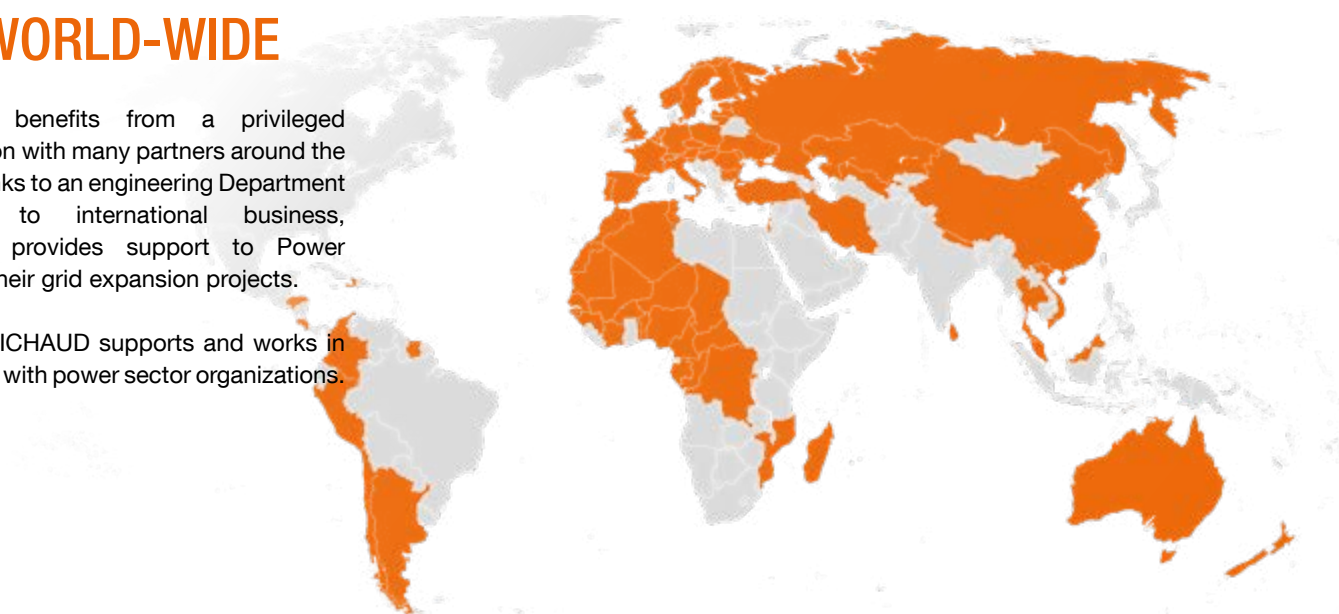 WORLD-WIDE
benefits from a privileged
on with many partners around the
ks to an engineering Department
to international business,
provides support to Power
heir grid expansion projects.
ICHAUD supports and works in
with power sector organizations.